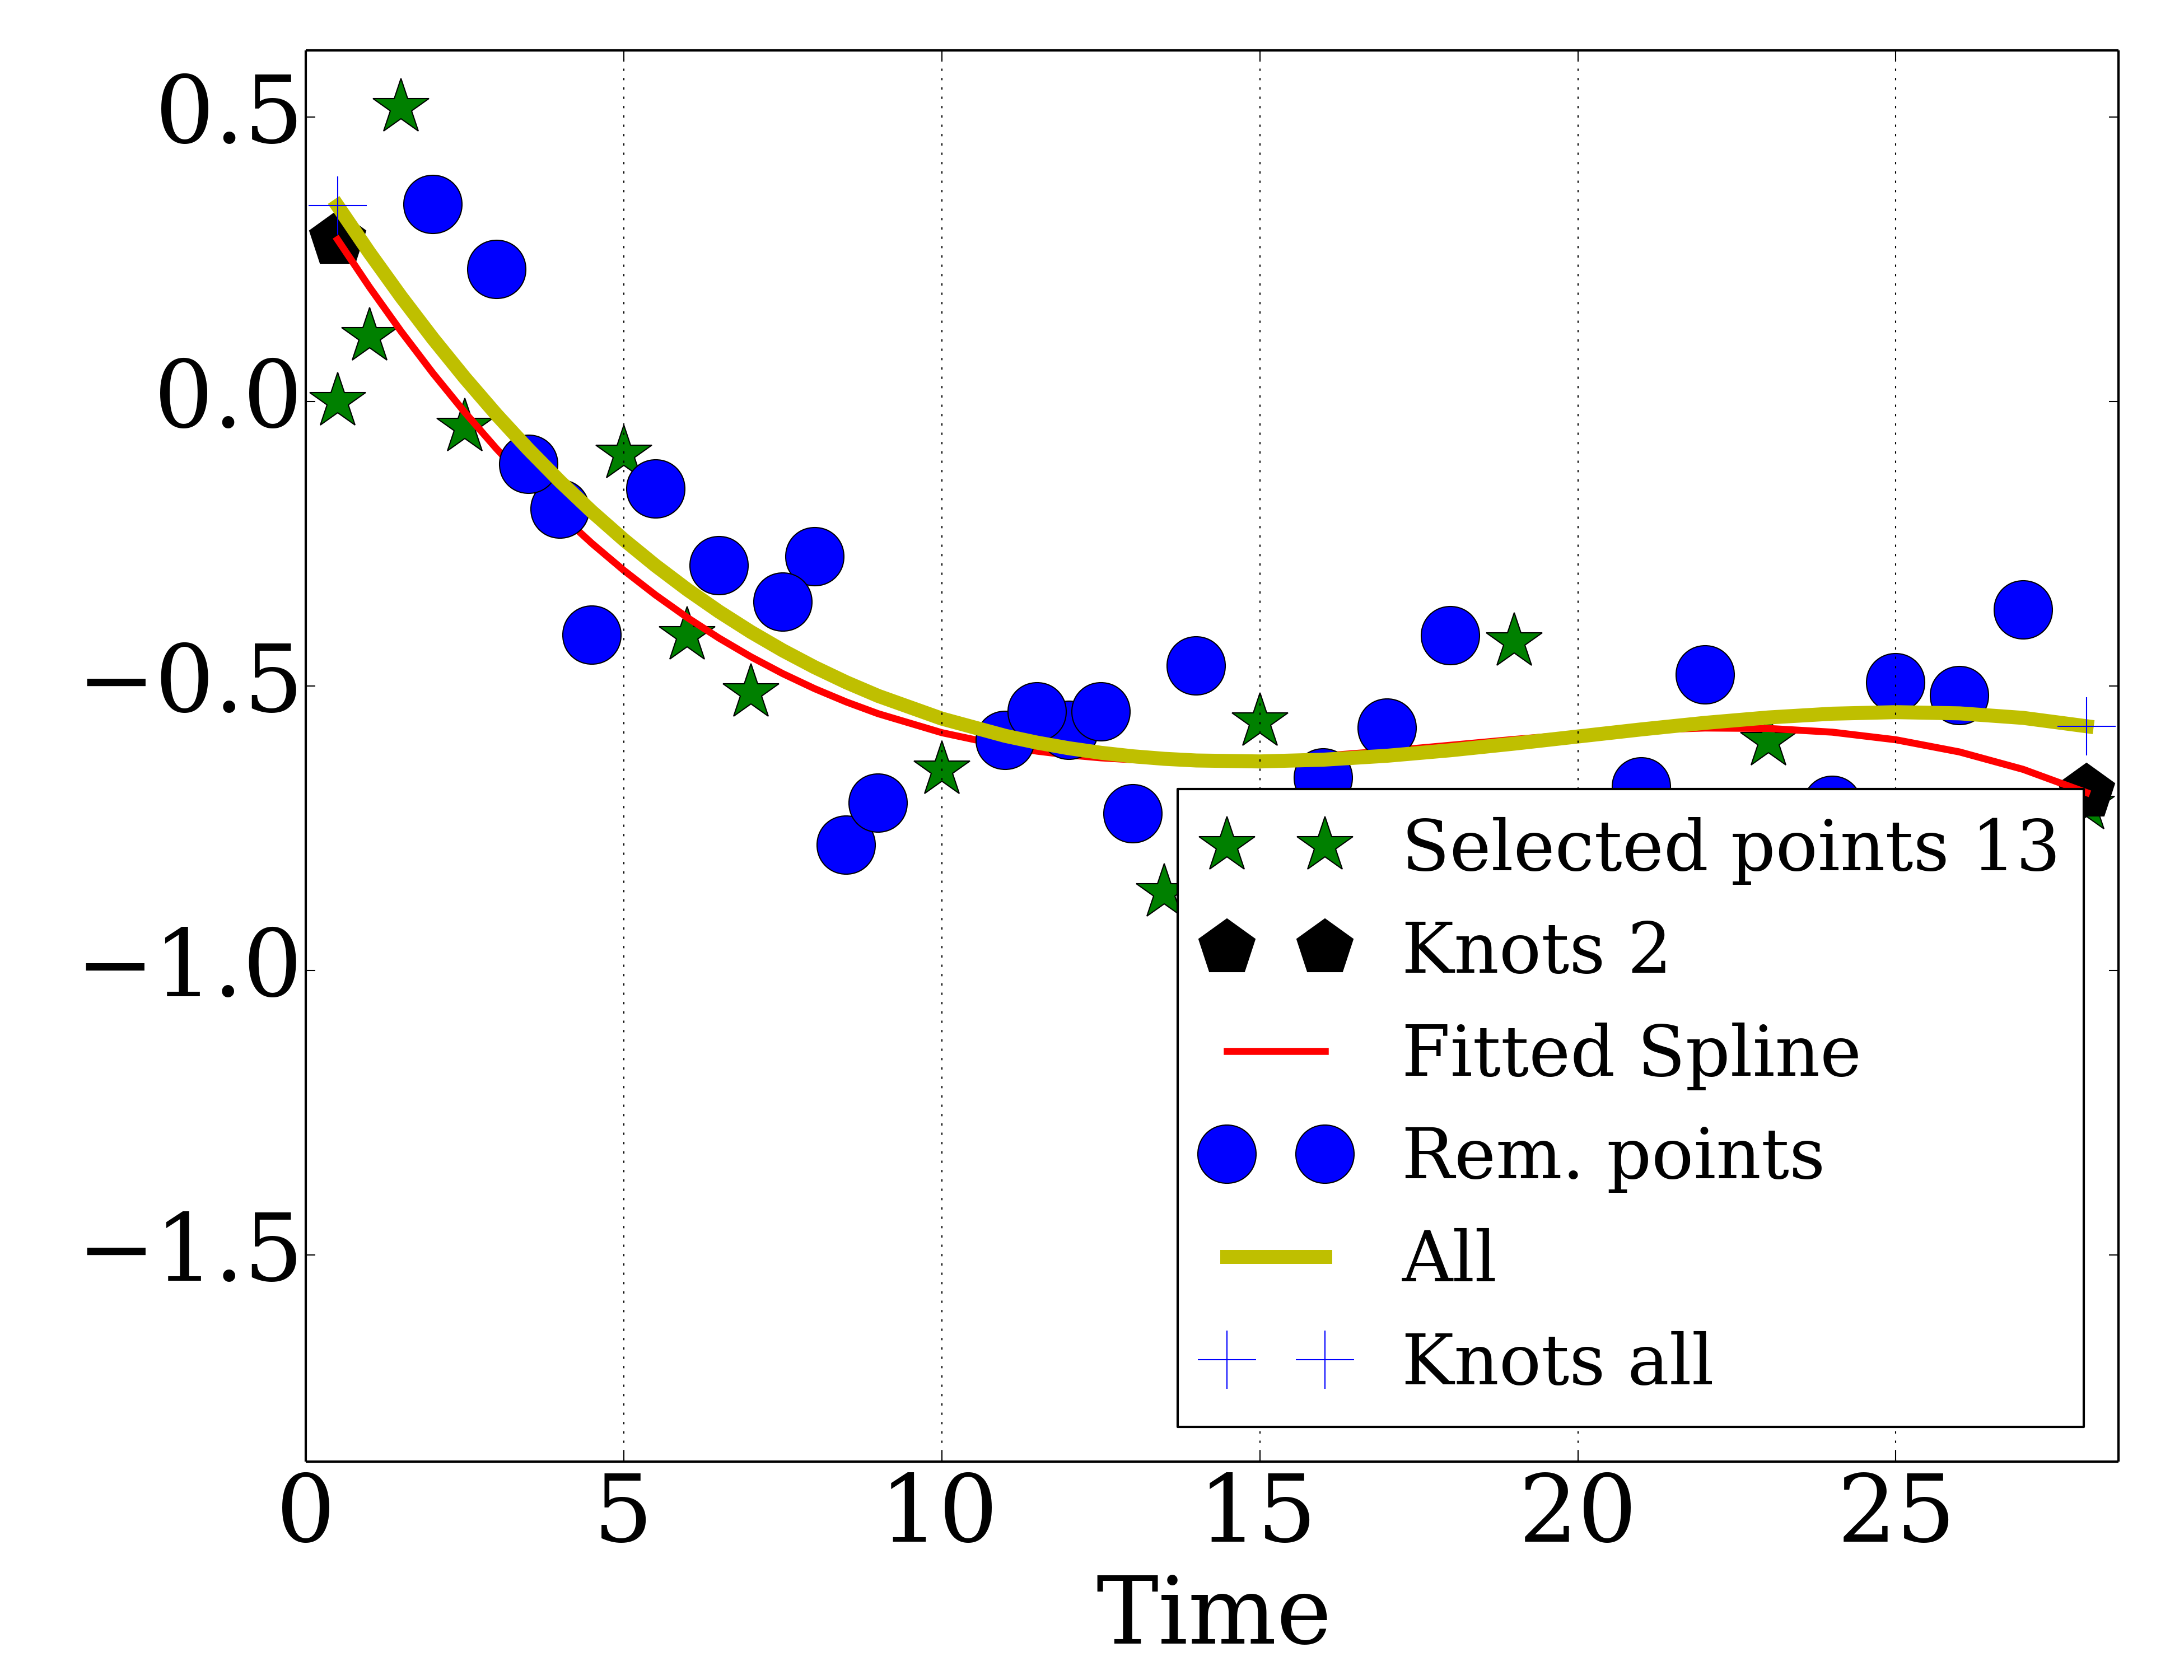 0.5
0.0
−0.5
−1.0
−1.5
Selected points 13
Knots 2
Fitted Spline
Rem. points
All
Knots all
0 5 10 15 20 25
Time